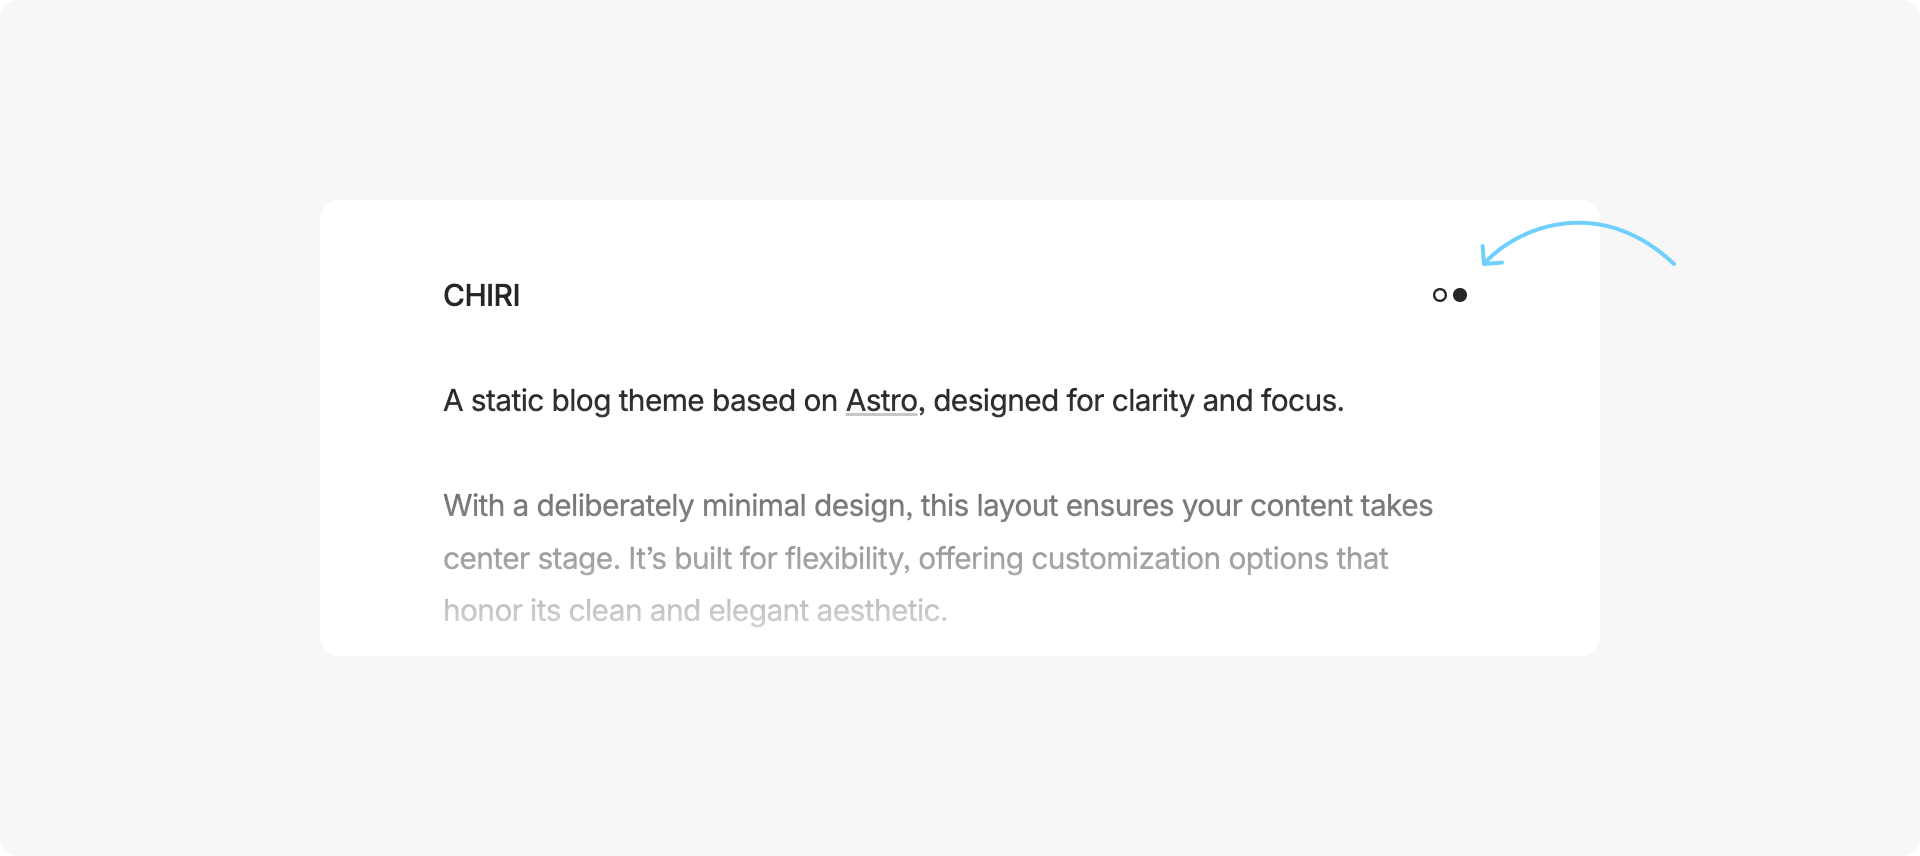 CHIRI
A static blog theme based on Astro, designed for clarity and focus.
With a deliberately minimal design, this layout ensures your content takes
center stage. It’s built for flexibility, offering customization options that
honor its clean and elegant aesthetic.